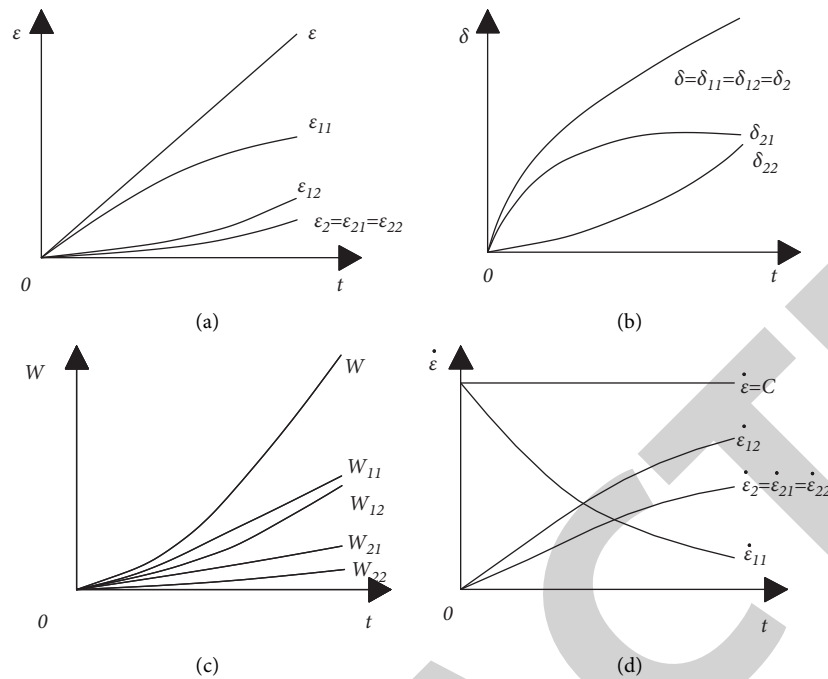 ε
ε
ε11
ε12
ε2=ε21=ε22
0
t
(a)
δ
δ=δ11=δ12=δ2
δ21
δ22
0
t
(b)
W
W
W11
W12
W21
W22
0
t
(c)
ε̇
ε̇=C
ε̇12
ε̇2=ε̇21=ε̇22
ε̇11
0
t
(d)